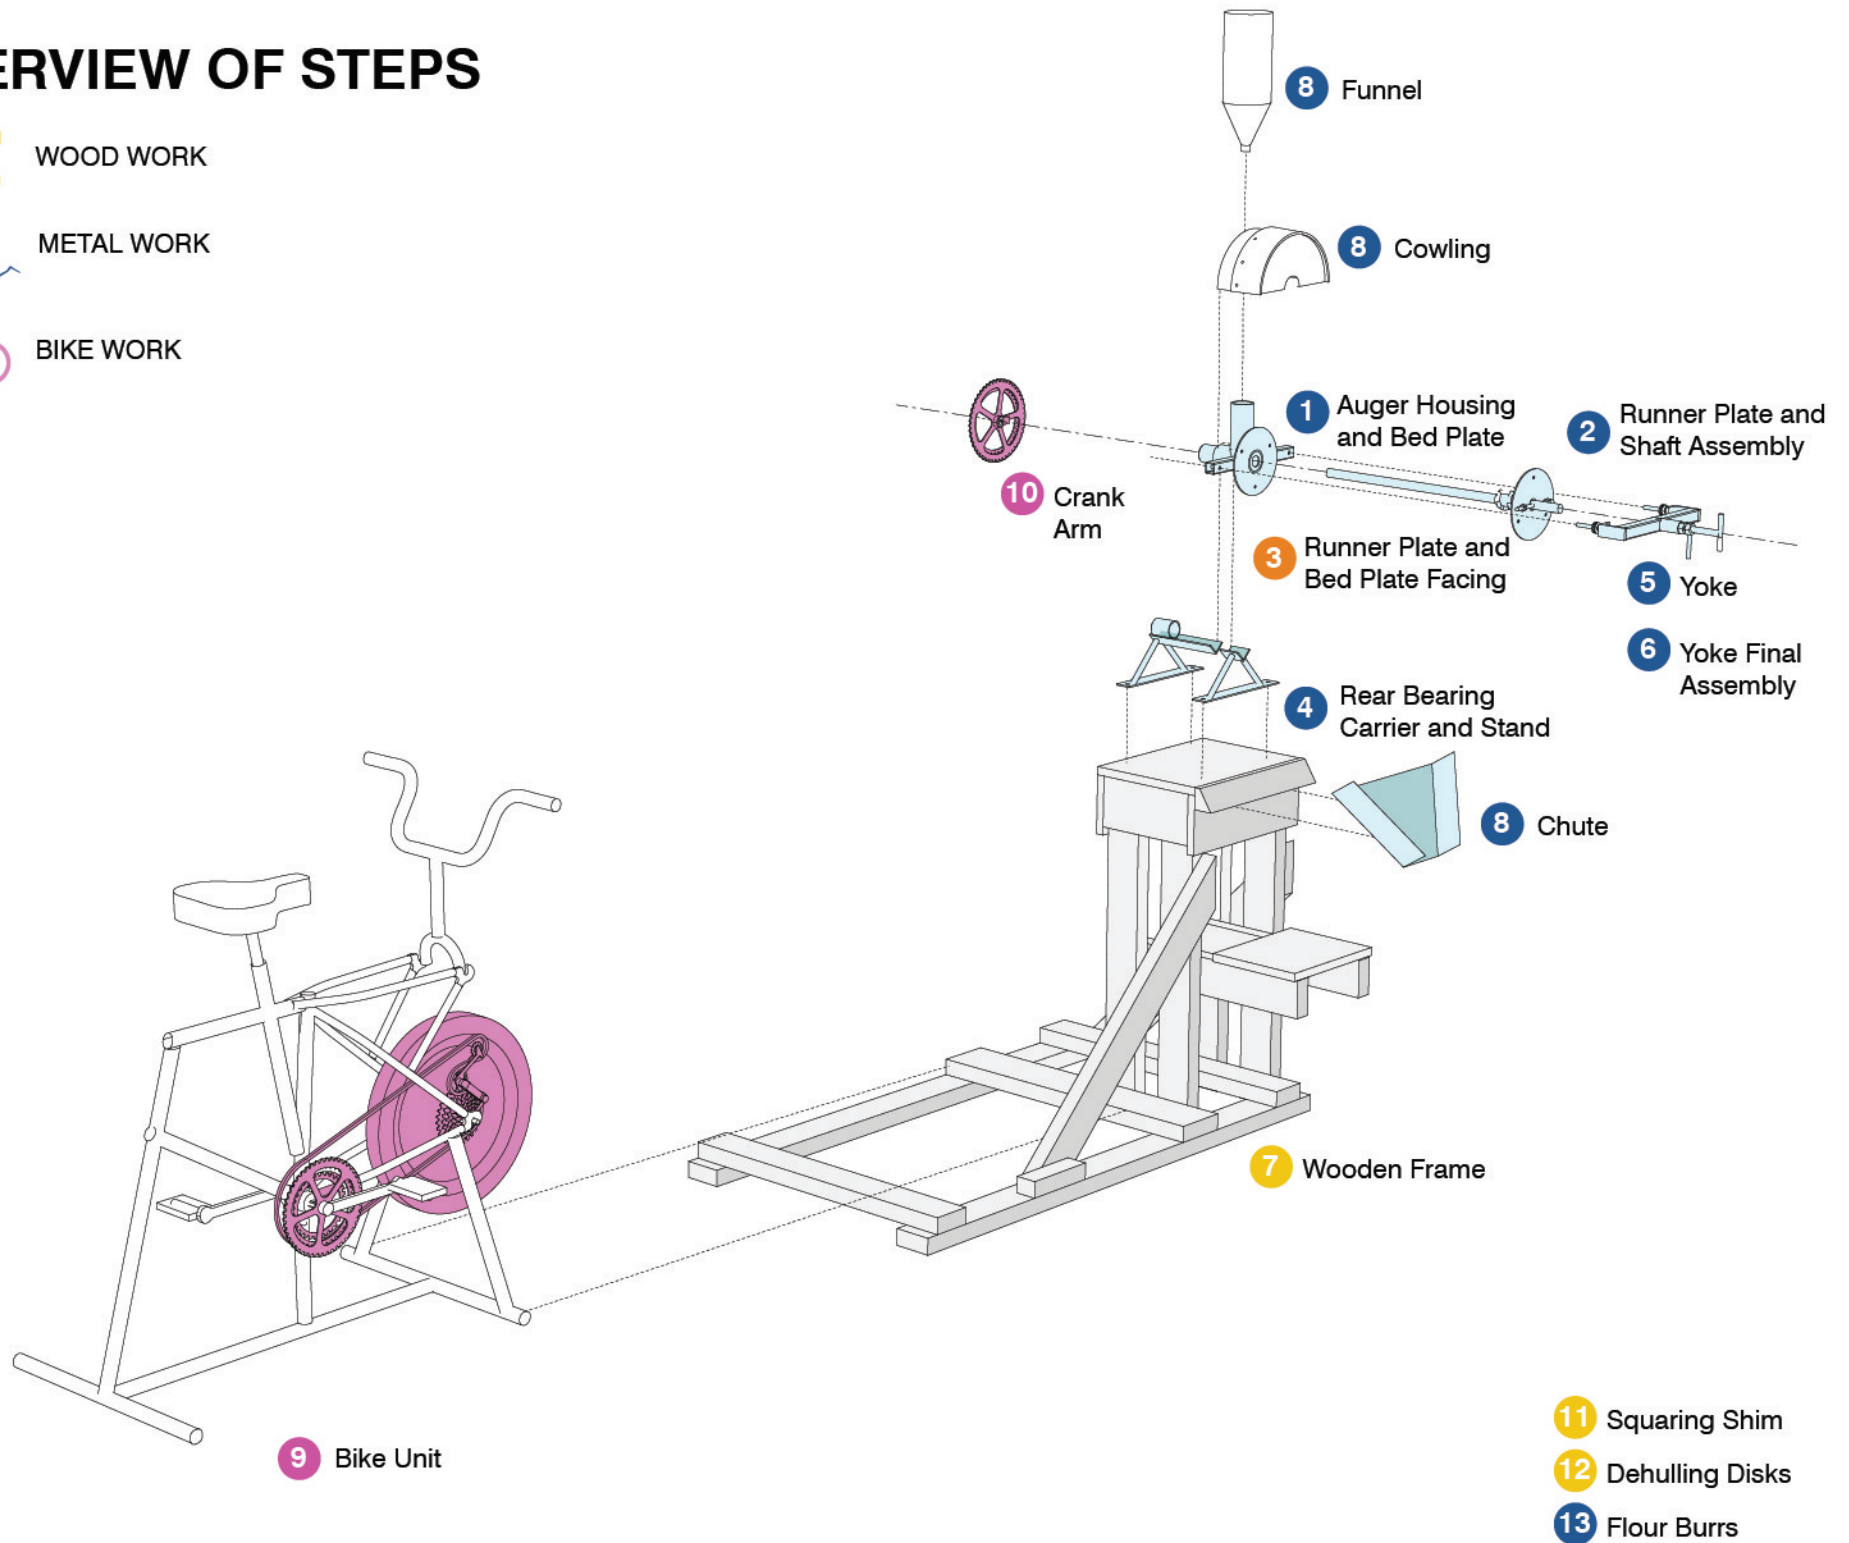 ERVIEW OF STEPS
WOOD WORK
METAL WORK
BIKE WORK
8 Funnel
8 Cowling
1 Auger Housing
and Bed Plate
2 Runner Plate and
Shaft Assembly
10 Crank
Arm
3 Runner Plate and
Bed Plate Facing
5 Yoke
6 Yoke Final
Assembly
4 Rear Bearing
Carrier and Stand
8 Chute
7 Wooden Frame
9 Bike Unit
11 Squaring Shim
12 Dehulling Disks
13 Flour Burrs